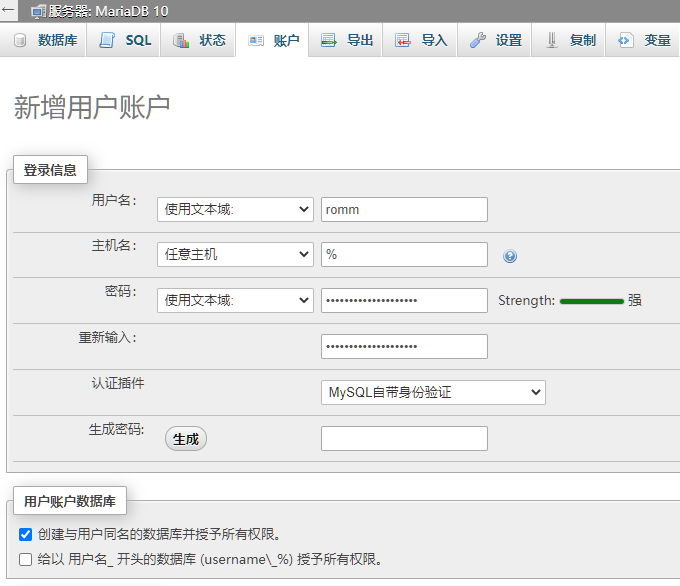 服务器: MariaDB 10
数据库 SQL 状态 账户 导出 导入 设置 复制 变量
新增用户账户
登录信息
用户名: 使用文本域: romm
主机名: 任意主机 %
密码: 使用文本域: •••••••••••••••••••• Strength: 强
重新输入: ••••••••••••••••••••
认证插件 MySQL自带身份验证
生成密码: 生成
用户账户数据库
创建与用户同名的数据库并授予所有权限。
给以 用户名_ 开头的数据库 (username\_%) 授予所有权限。